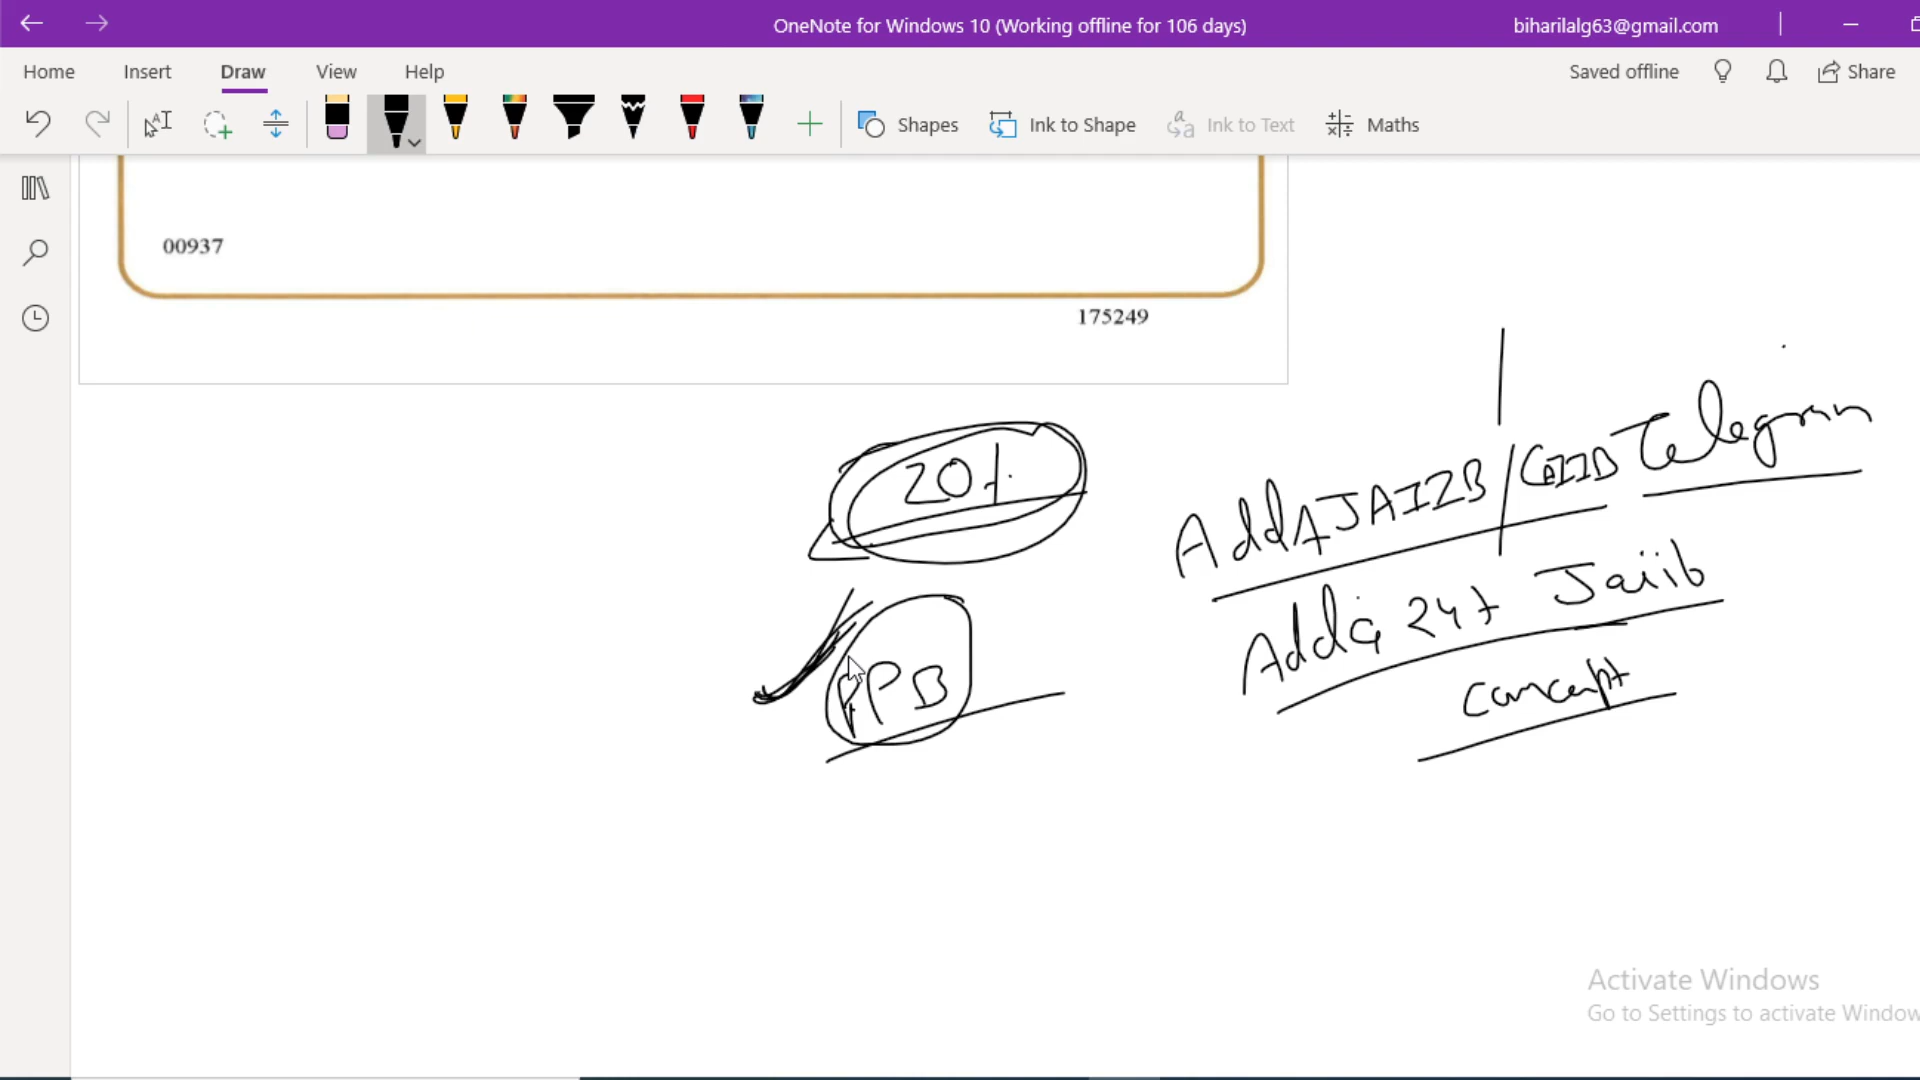 OneNote for Windows 10 (Working offline for 106 days)
biharilalg63@gmail.com
Home Insert Draw View Help
Saved offline Share
Shapes Ink to Shape Ink to Text Maths
00937
175249
20%
PPB
Adda JAIIB/CAIIB Telegram
Adda 247 Jaiib
Concept
Activate Windows
Go to Settings to activate Window